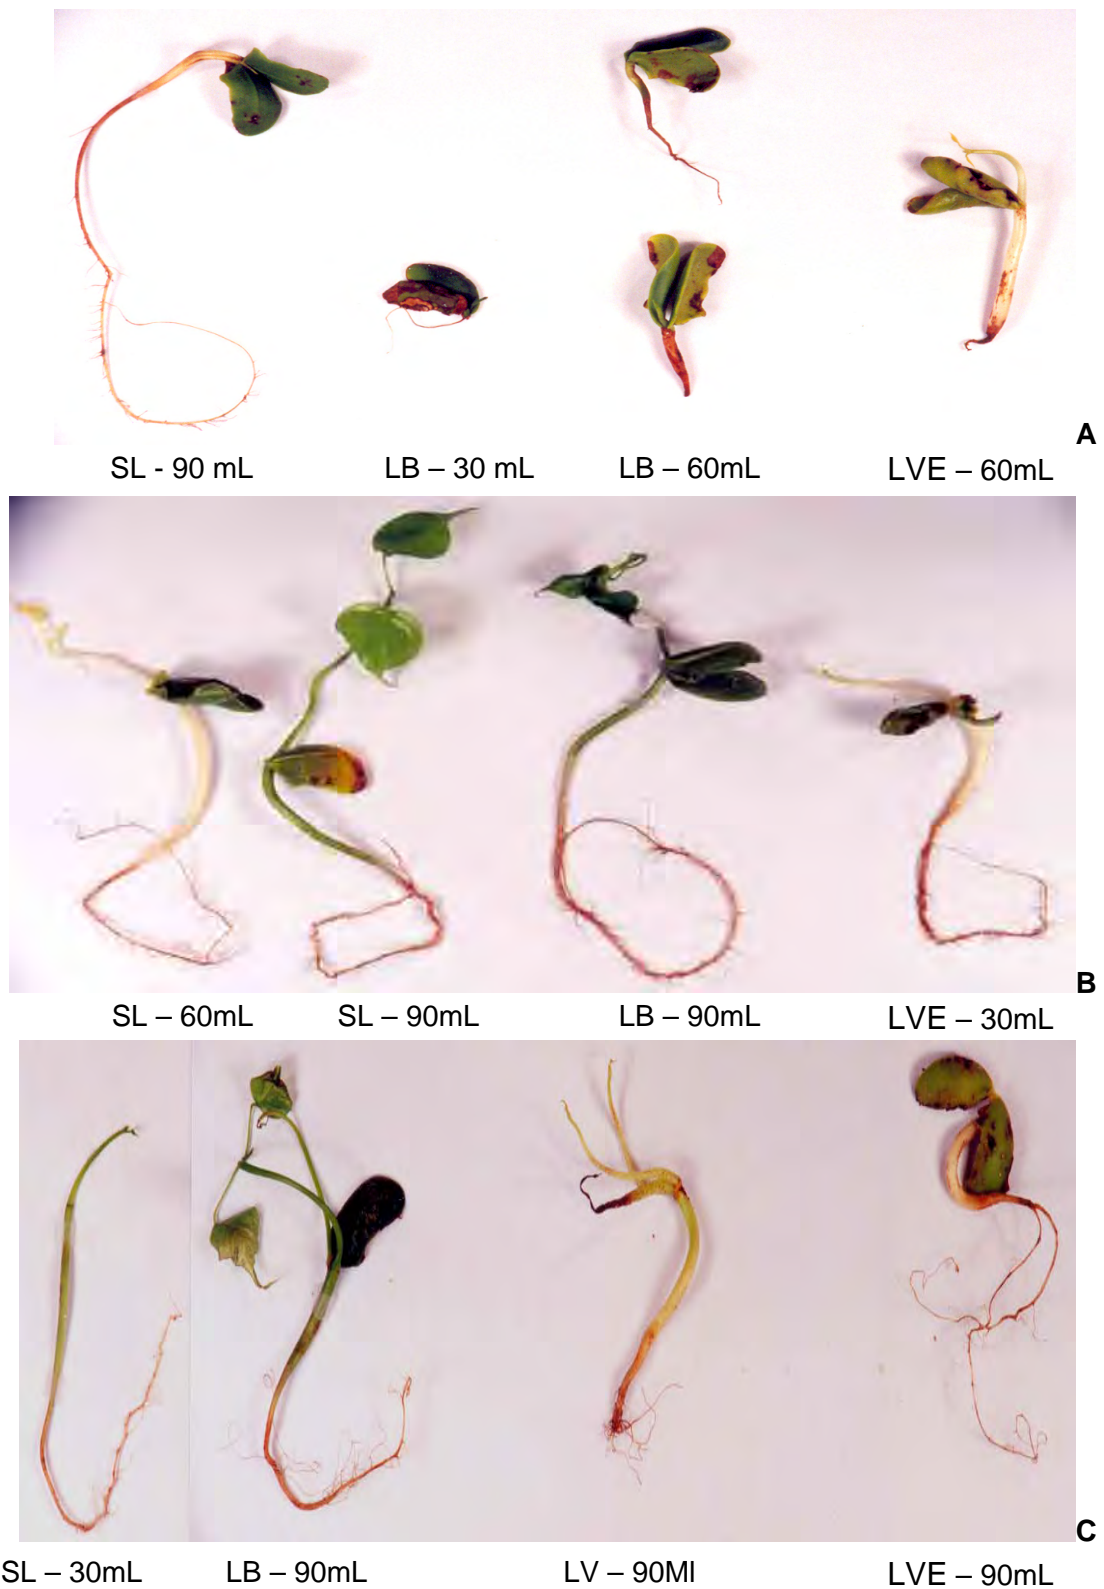 A
SL - 90 mL LB – 30 mL LB – 60mL LVE – 60mL
B
SL – 60mL SL – 90mL LB – 90mL LVE – 30mL
C
SL – 30mL LB – 90mL LV – 90Ml LVE – 90mL